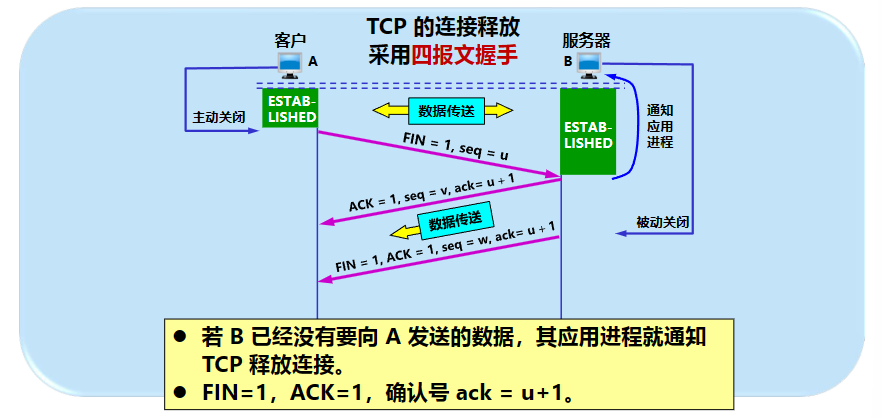 TCP 的连接释放
采用四报文握手
客户
A
服务器
B
ESTAB-
LISHED
主动关闭
数据传送
ESTAB-
LISHED
通知
应用
进程
FIN = 1, seq = u
ACK = 1, seq = v, ack= u + 1
数据传送
被动关闭
FIN = 1, ACK = 1, seq = w, ack= u + 1
● 若 B 已经没有要向 A 发送的数据，其应用进程就通知
TCP 释放连接。
● FIN=1，ACK=1，确认号 ack = u+1。